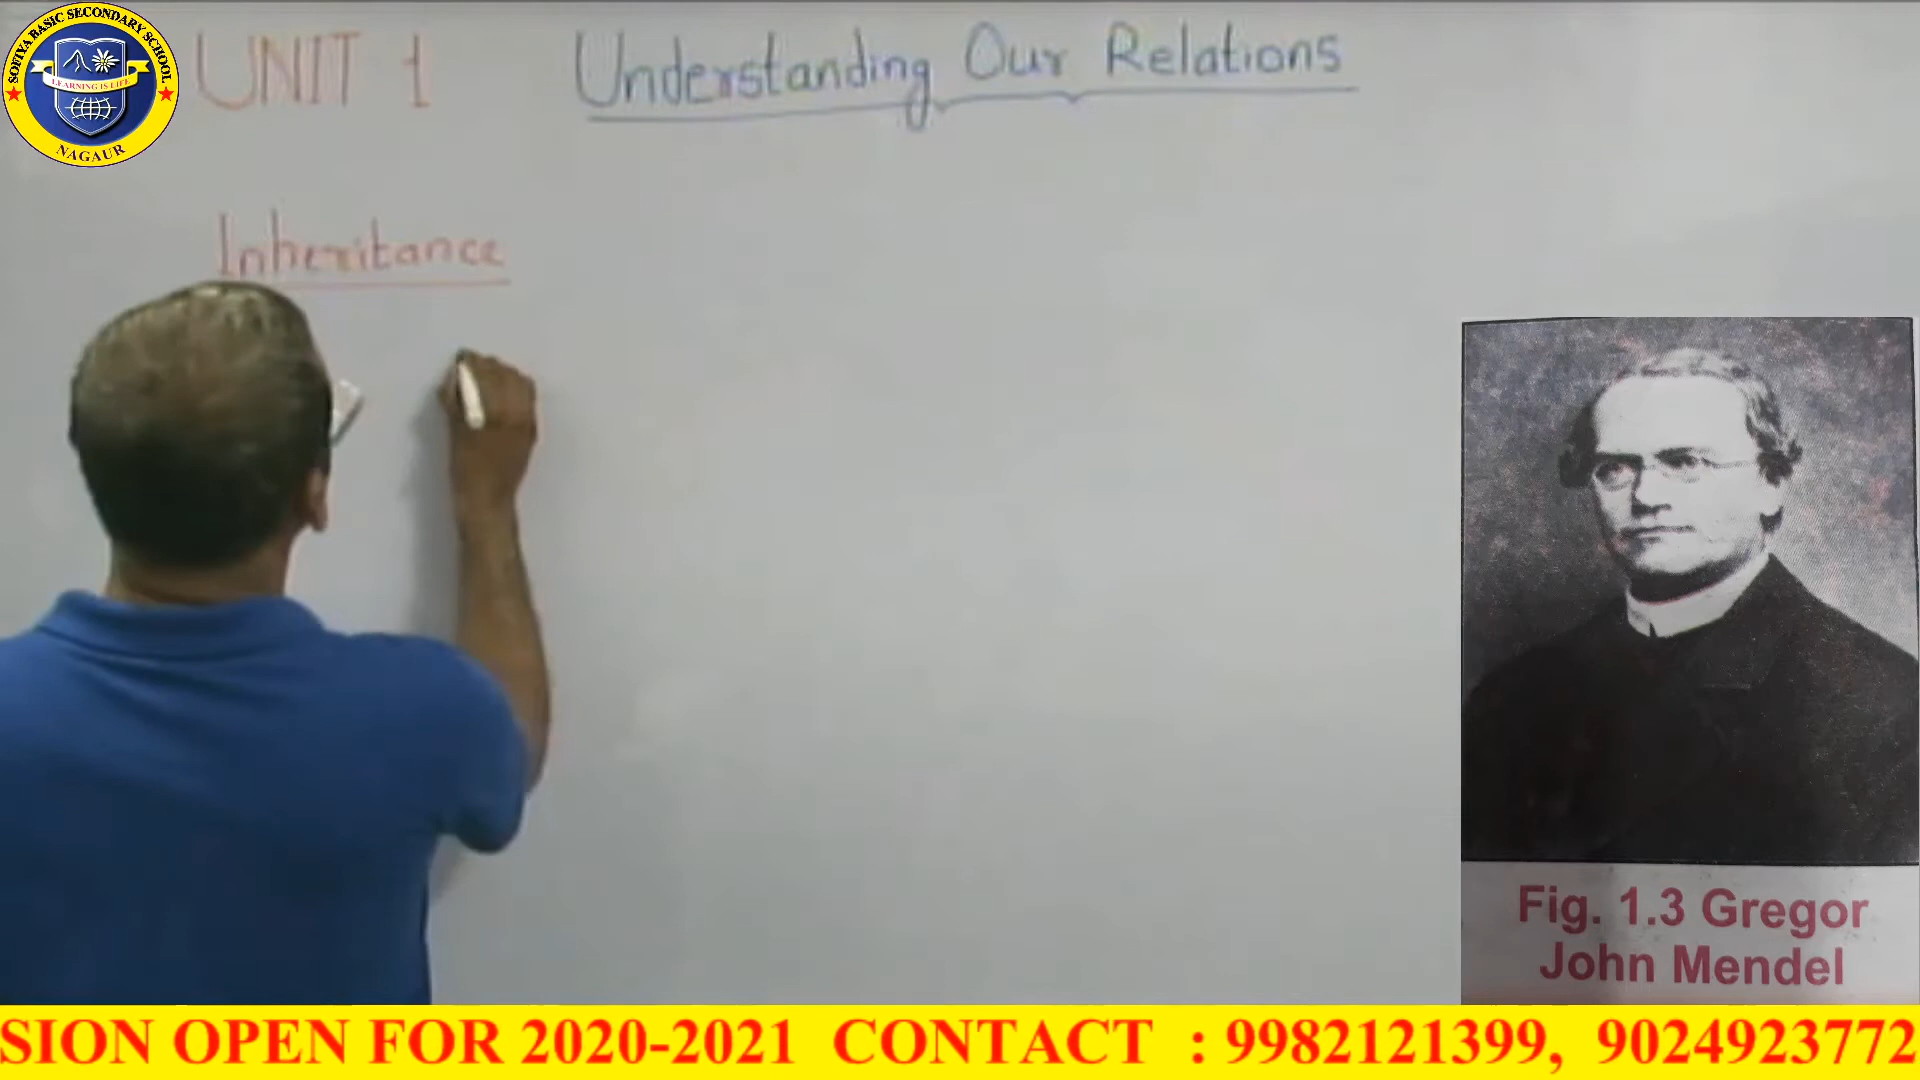 SOFIYA BASIC SECONDARY SCHOOL
LEARNING IS LIFE
NAGAUR
UNIT 1 Understanding Our Relations
Inheritance
Fig. 1.3 Gregor
John Mendel
SION OPEN FOR 2020-2021 CONTACT : 9982121399, 9024923772